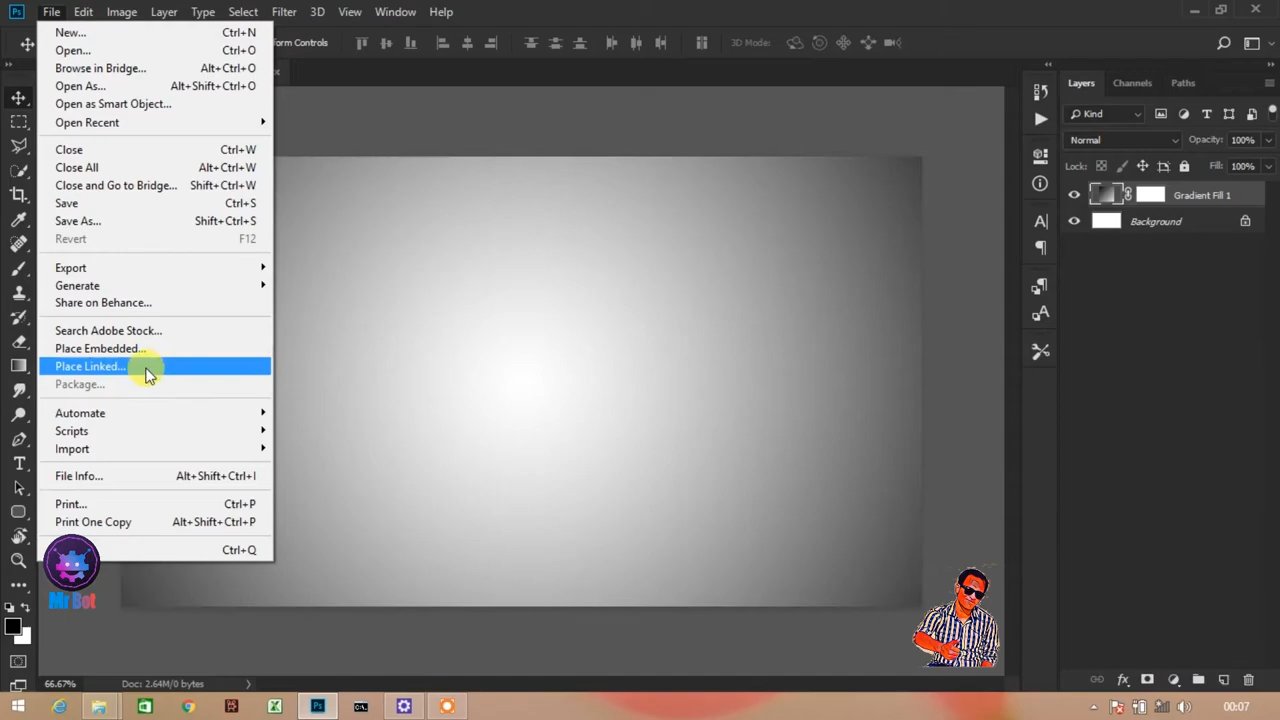 Ps File Edit Image Layer Type Select Filter 3D View Window Help
New... Ctrl+N
Open... Ctrl+O
Browse in Bridge... Alt+Ctrl+O
Open As... Alt+Shift+Ctrl+O
Open as Smart Object...
Open Recent
Close Ctrl+W
Close All Alt+Ctrl+W
Close and Go to Bridge... Shift+Ctrl+W
Save Ctrl+S
Save As... Shift+Ctrl+S
Revert F12
Export
Generate
Share on Behance...
Search Adobe Stock...
Place Embedded...
Place Linked...
Package...
Automate
Scripts
Import
File Info... Alt+Shift+Ctrl+I
Print... Ctrl+P
Print One Copy Alt+Shift+Ctrl+P
Ctrl+Q
Mr Bot
form Controls
3D Mode:
Layers Channels Paths
Kind
Normal Opacity: 100%
Lock: Fill: 100%
Gradient Fill 1
Background
66.67% Doc: 2.64M/0 bytes
Ps
00:07